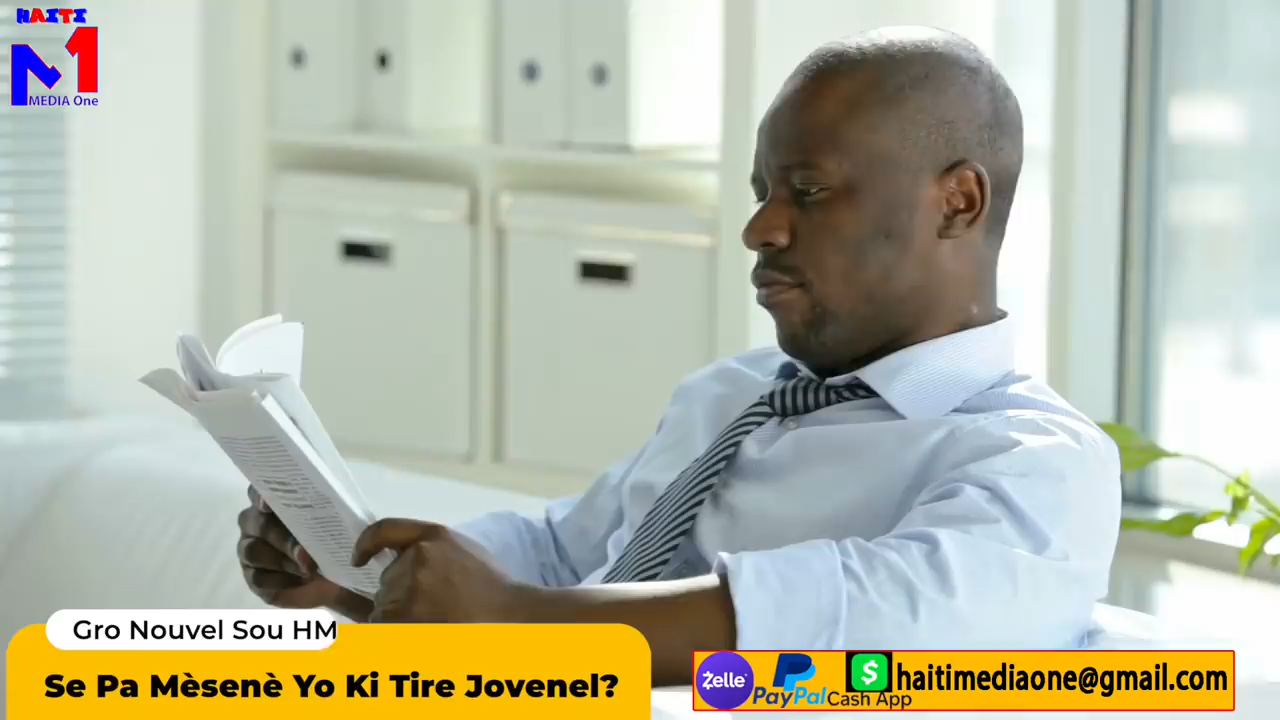 HAITI
M1
MEDIA One
Gro Nouvel Sou HM
Se Pa Mèsenè Yo Ki Tire Jovenel?
Zelle
PayPal
$
Cash App
haitimediaone@gmail.com